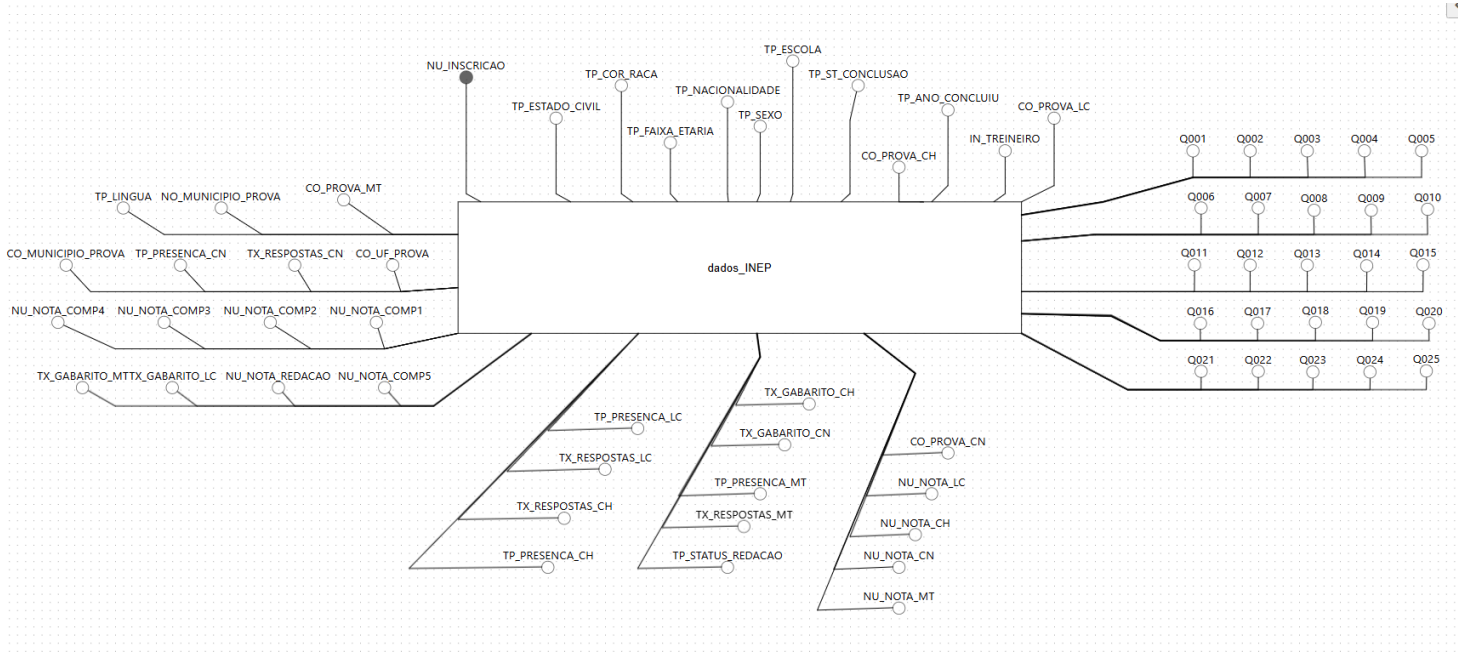 TP_ESCOLA
NU_INSCRICAO
TP_COR_RACA
TP_ST_CONCLUSAO
TP_NACIONALIDADE
TP_ANO_CONCLUIU
TP_ESTADO_CIVIL
TP_SEXO
CO_PROVA_LC
TP_FAIXA_ETARIA
IN_TREINEIRO
CO_PROVA_CH
Q001 Q002 Q003 Q004 Q005
CO_PROVA_MT
TP_LINGUA NO_MUNICIPIO_PROVA
Q006 Q007 Q008 Q009 Q010
CO_MUNICIPIO_PROVA TP_PRESENCA_CN TX_RESPOSTAS_CN CO_UF_PROVA
Q011 Q012 Q013 Q014 Q015
dados_INEP
NU_NOTA_COMP4 NU_NOTA_COMP3 NU_NOTA_COMP2 NU_NOTA_COMP1
Q016 Q017 Q018 Q019 Q020
Q021 Q022 Q023 Q024 Q025
TX_GABARITO_MT TX_GABARITO_LC NU_NOTA_REDACAO NU_NOTA_COMP5
TP_PRESENCA_LC
TX_RESPOSTAS_LC
TX_RESPOSTAS_CH
TP_PRESENCA_CH
TX_GABARITO_CH
TX_GABARITO_CN
TP_PRESENCA_MT
TX_RESPOSTAS_MT
TP_STATUS_REDACAO
CO_PROVA_CN
NU_NOTA_LC
NU_NOTA_CH
NU_NOTA_CN
NU_NOTA_MT